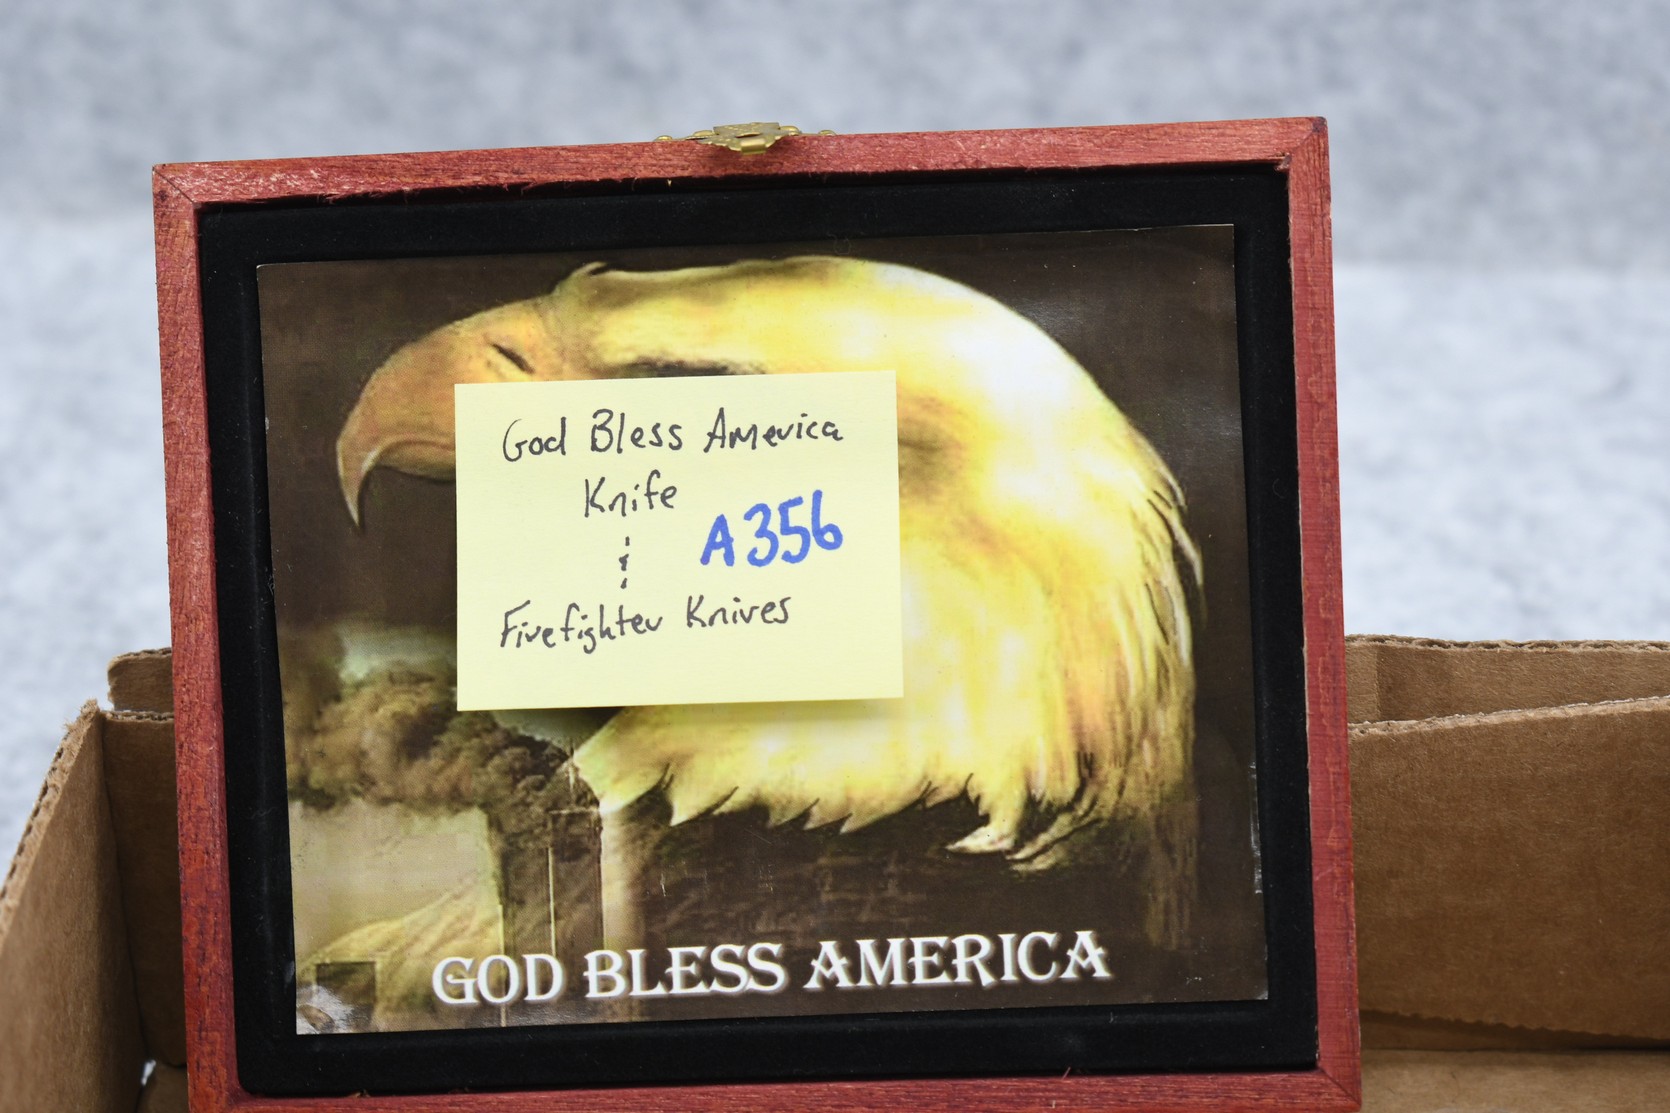 God Bless America
Knife
A356
&
Firefighter Knives
GOD BLESS AMERICA